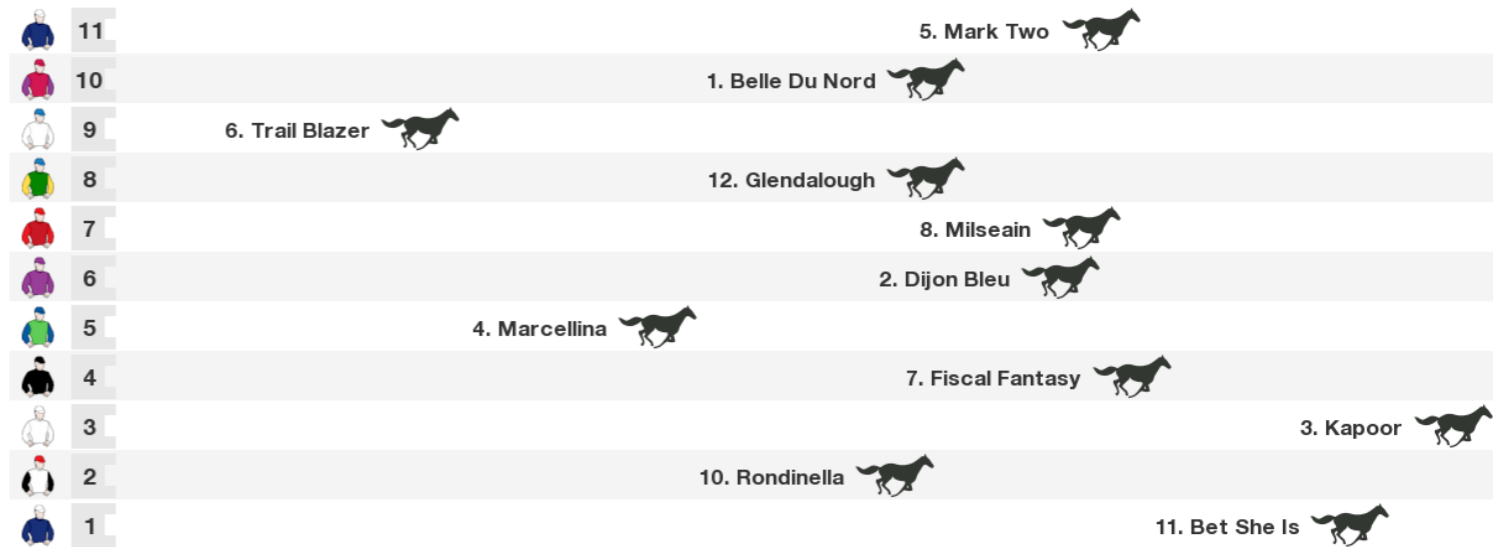 11 5. Mark Two
10 1. Belle Du Nord
9 6. Trail Blazer
8 12. Glendalough
7 8. Milseain
6 2. Dijon Bleu
5 4. Marcellina
4 7. Fiscal Fantasy
3 3. Kapoor
2 10. Rondinella
1 11. Bet She Is